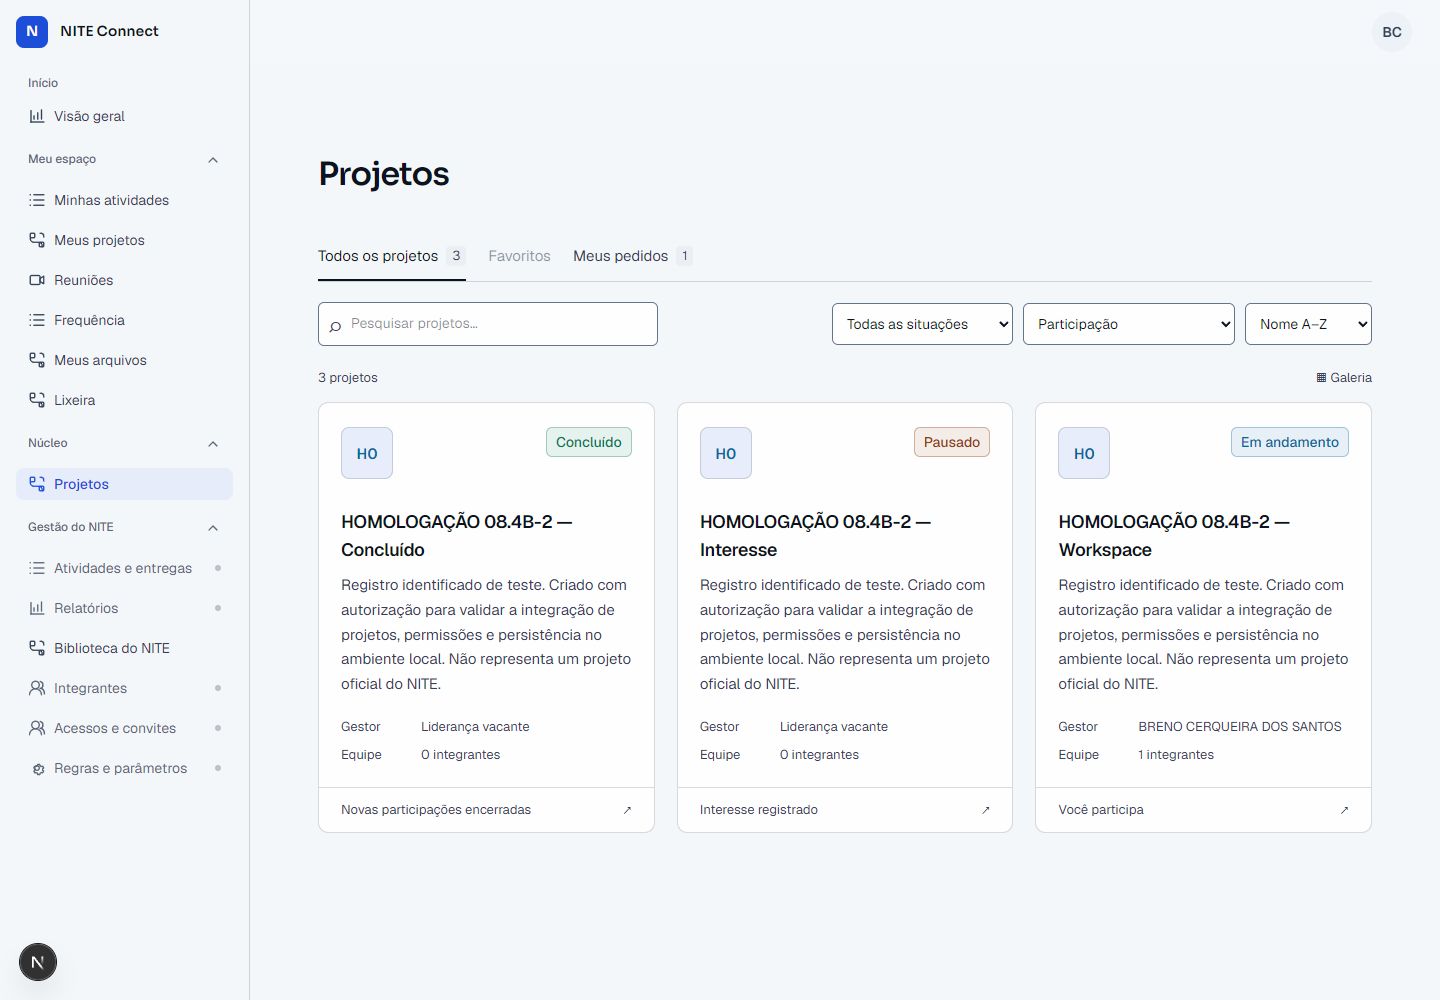 N NITE Connect
BC
Início
Visão geral
Meu espaço
Minhas atividades
Meus projetos
Reuniões
Frequência
Meus arquivos
Lixeira
Núcleo
Projetos
Gestão do NITE
Atividades e entregas
Relatórios
Biblioteca do NITE
Integrantes
Acessos e convites
Regras e parâmetros
N
Projetos
Todos os projetos 3 Favoritos Meus pedidos 1
Pesquisar projetos...
Todas as situações Participação Nome A–Z
3 projetos
Galeria
HO Concluído
HOMOLOGAÇÃO 08.4B-2 —
Concluído
Registro identificado de teste. Criado com
autorização para validar a integração de
projetos, permissões e persistência no
ambiente local. Não representa um projeto
oficial do NITE.
Gestor Liderança vacante
Equipe 0 integrantes
Novas participações encerradas ↗
HO Pausado
HOMOLOGAÇÃO 08.4B-2 —
Interesse
Registro identificado de teste. Criado com
autorização para validar a integração de
projetos, permissões e persistência no
ambiente local. Não representa um projeto
oficial do NITE.
Gestor Liderança vacante
Equipe 0 integrantes
Interesse registrado ↗
HO Em andamento
HOMOLOGAÇÃO 08.4B-2 —
Workspace
Registro identificado de teste. Criado com
autorização para validar a integração de
projetos, permissões e persistência no
ambiente local. Não representa um projeto
oficial do NITE.
Gestor BRENO CERQUEIRA DOS SANTOS
Equipe 1 integrantes
Você participa ↗